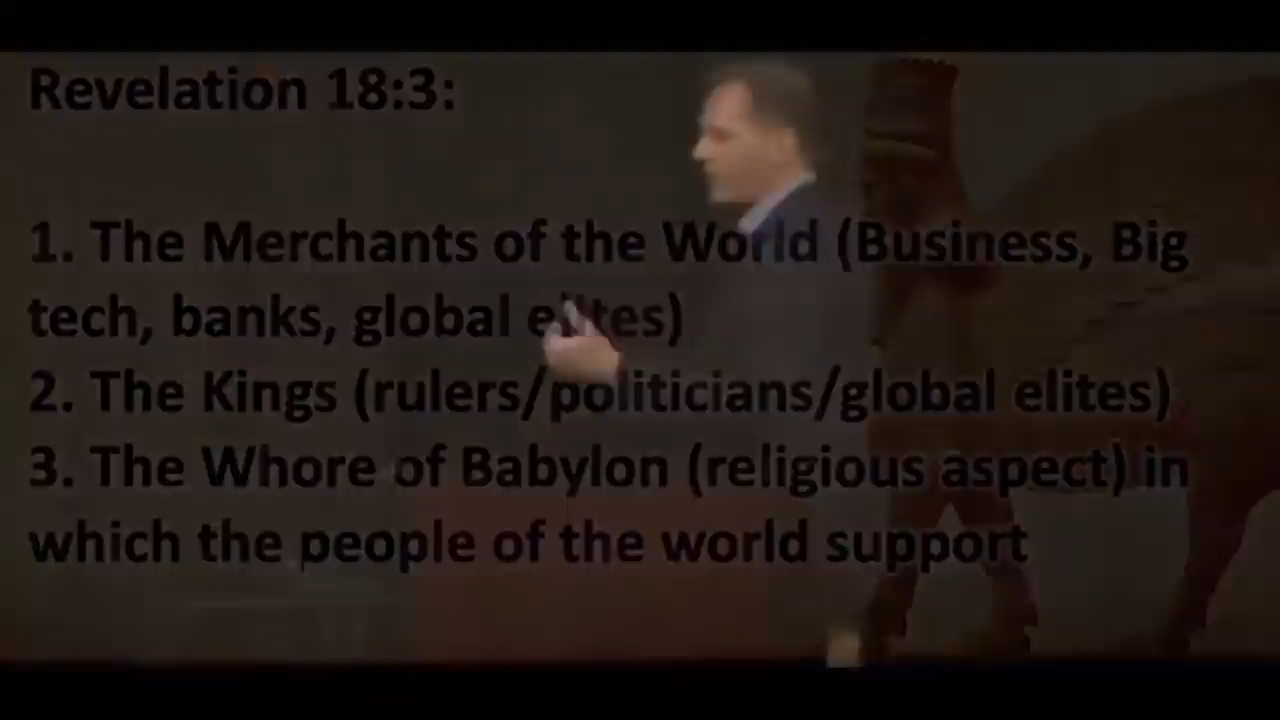 Revelation 18:3:
1. The Merchants of the World (Business, Big
tech, banks, global elites)
2. The Kings (rulers/politicians/global elites)
3. The Whore of Babylon (religious aspect) in
which the people of the world support